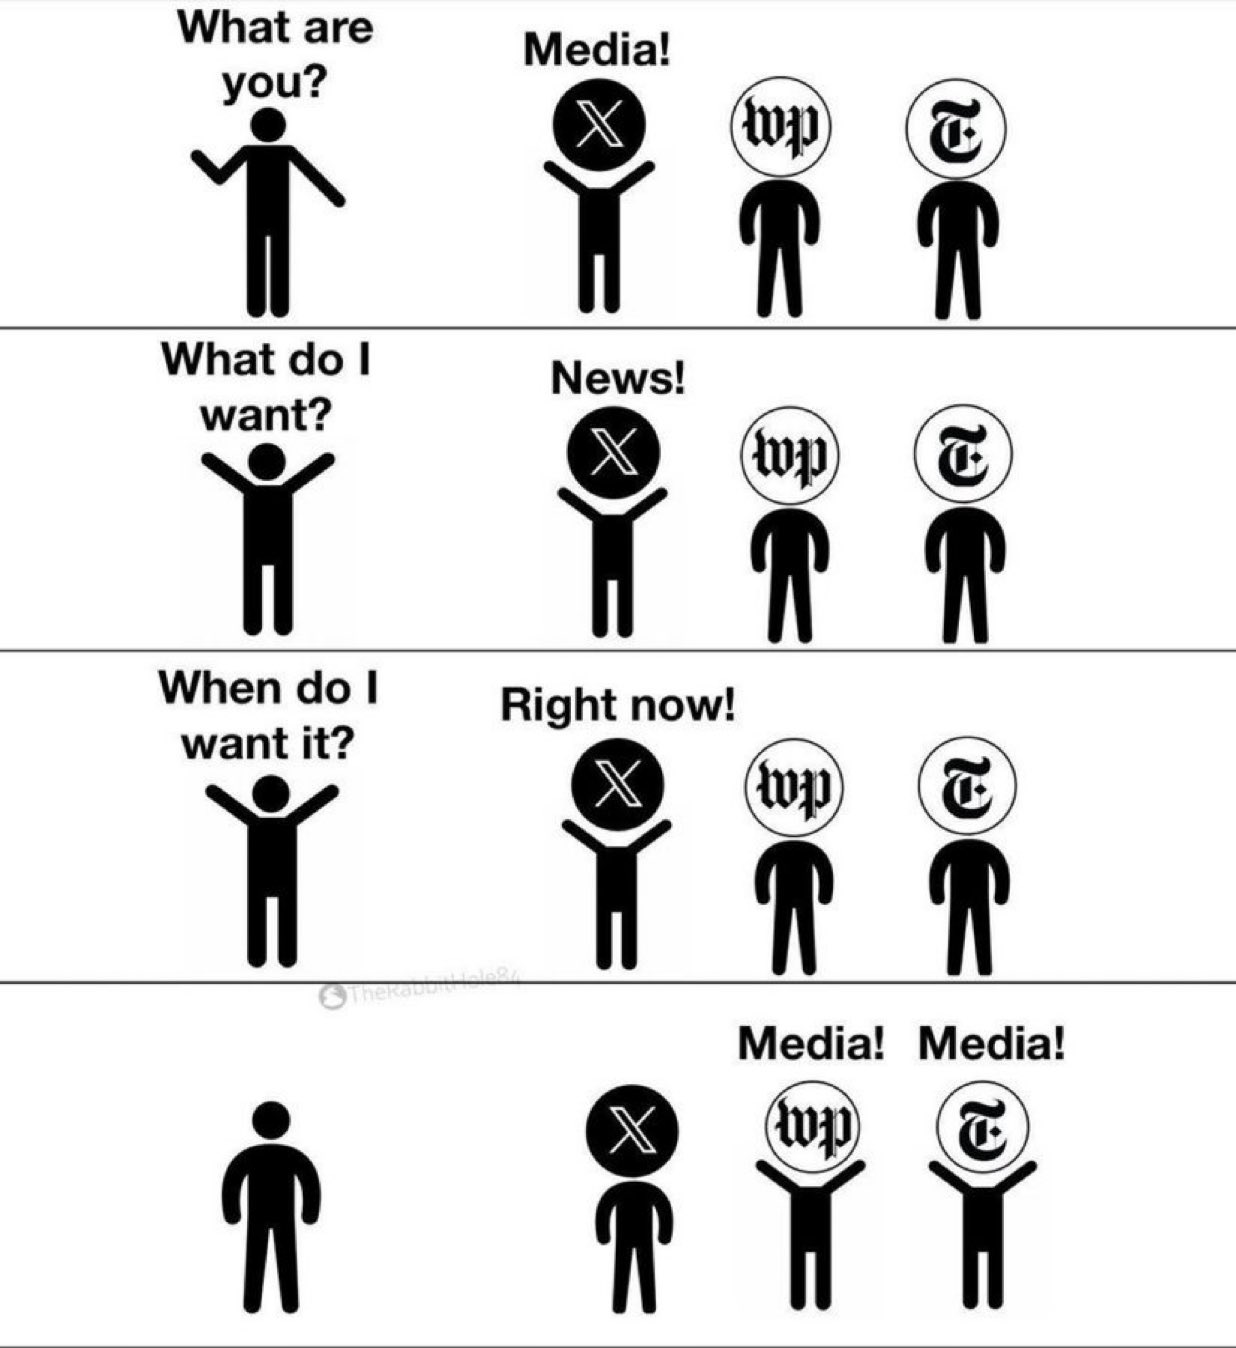 What are
you?
Media!
X
wp
T
What do I
want?
News!
X
wp
T
When do I
want it?
Right now!
X
wp
T
TheRabbitHole84
Media! Media!
X
wp
T